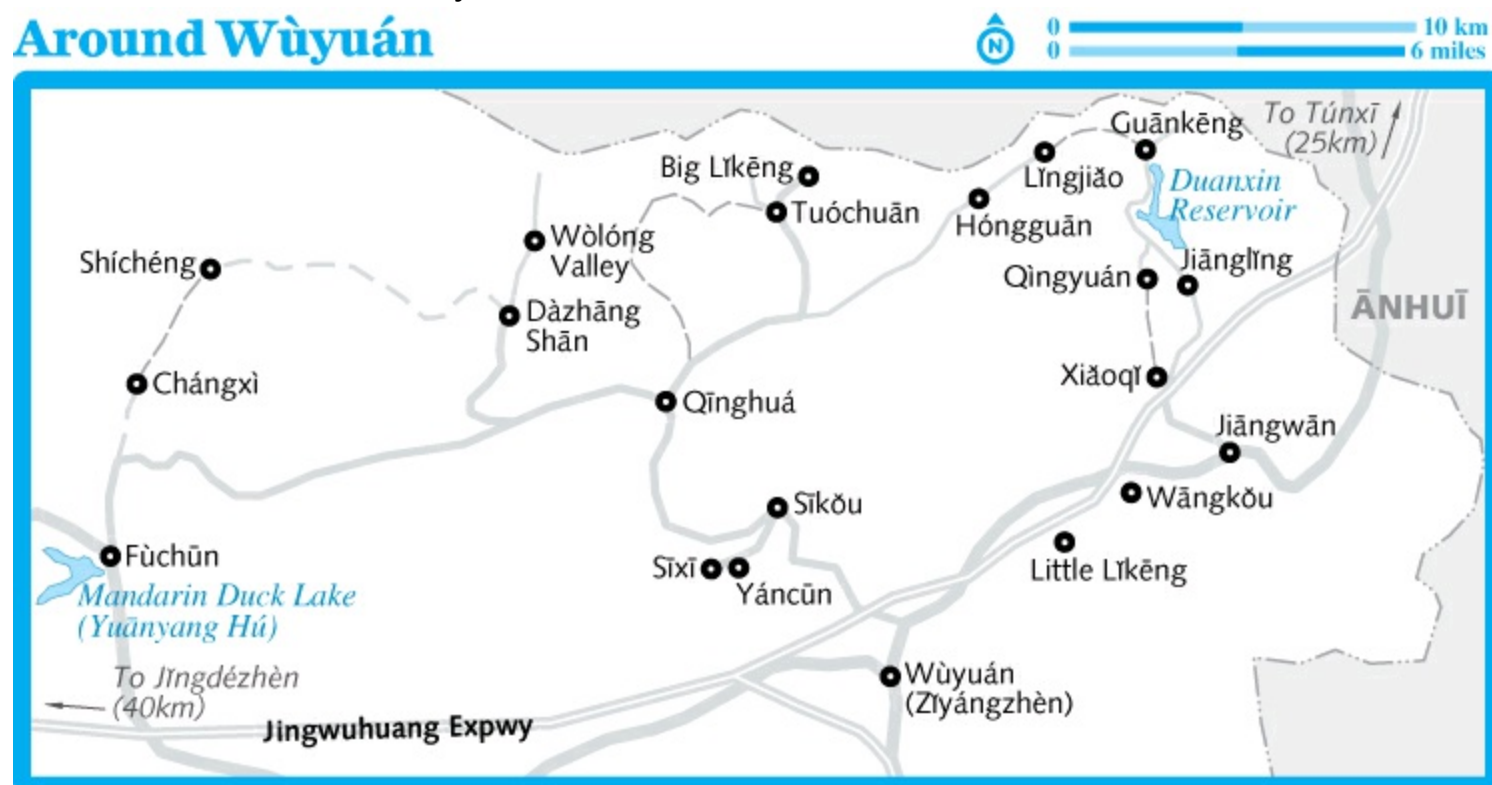 Around Wùyuán
N
0 10 km
0 6 miles
To Túnxī
(25km)
Guānkēng
Big Lǐkēng
Lǐngjiǎo
Duanxin
Reservoir
Tuóchuān
Hóngguān
Wòlóng
Valley
Shíchéng
Jiānglǐng
Qìngyuán
ĀNHUĪ
Dàzhāng
Shān
Xiǎoqǐ
Chángxì
Qīnghuá
Jiāngwān
Sīkǒu
Wāngkǒu
Fùchūn
Sīxī
Yáncūn
Little Lǐkēng
Mandarin Duck Lake
(Yuānyang Hú)
To Jǐngdézhèn
(40km)
Wùyuán
(Zǐyángzhèn)
Jingwuhuang Expwy